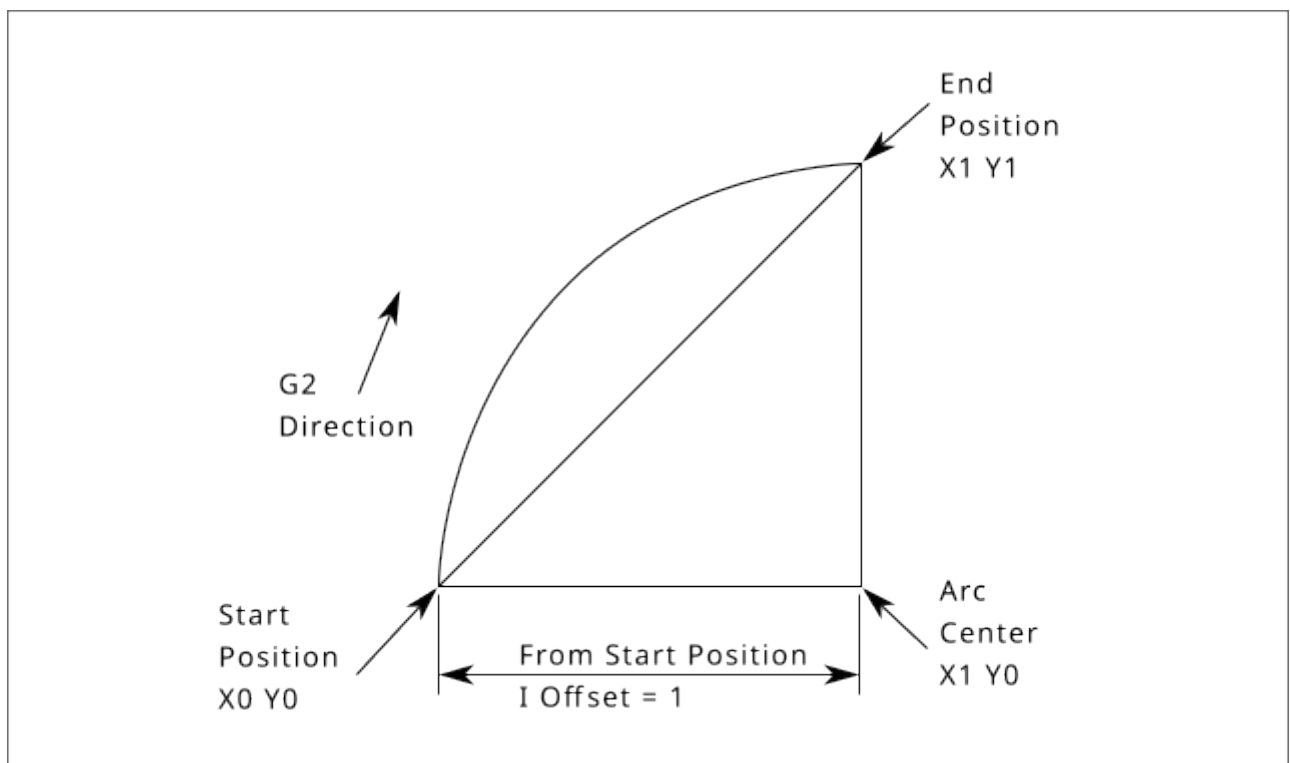 End
Position
X1 Y1
G2
Direction
Start
Position
X0 Y0
From Start Position
I Offset = 1
Arc
Center
X1 Y0